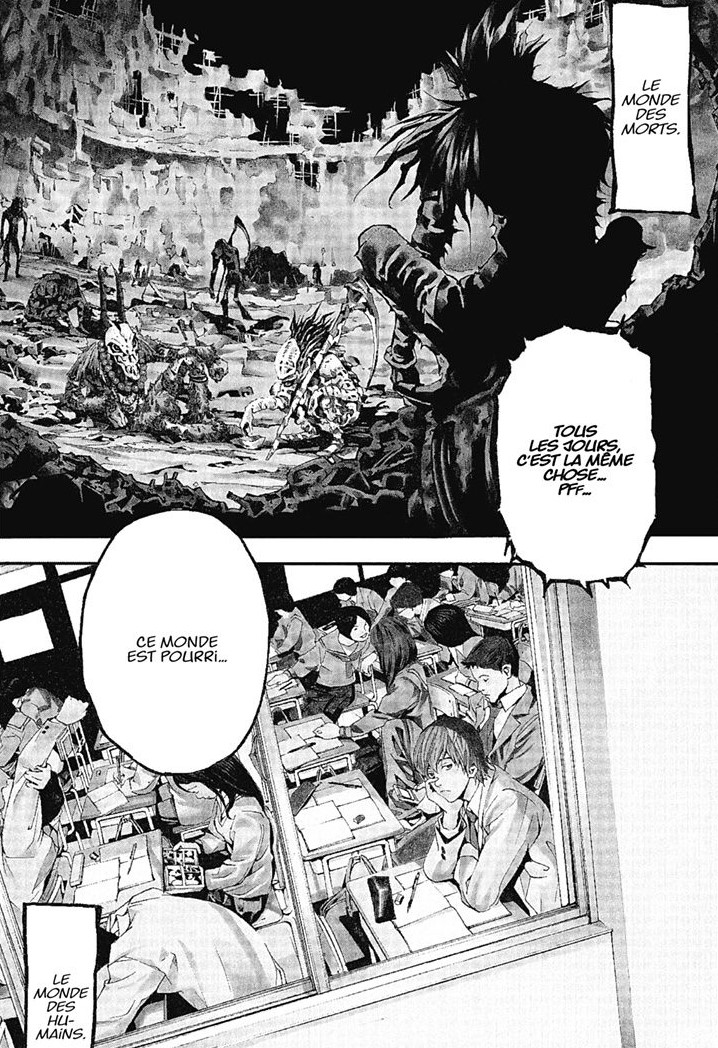 LE
MONDE
DES
MORTS.
TOUS
LES JOURS,
C'EST LA MÊME
CHOSE...
PFF...
CE MONDE
EST POURRI...
LE
MONDE
DES
HU-
MAINS.